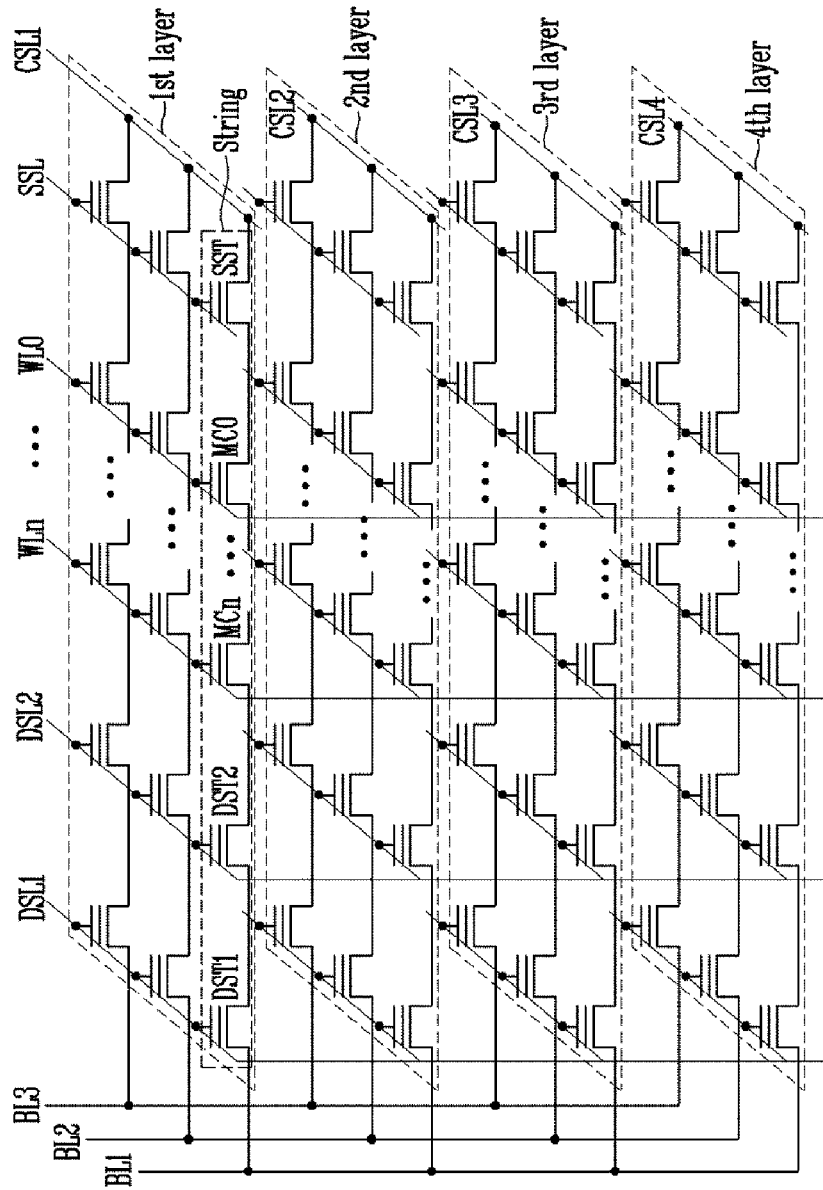 BL1
BL2
BL3
DSL1
DSL2
WLn
...
WL0
SSL
CSL1
1st layer
String
DST1
DST2
MCn
...
MC0
SST
CSL2
2nd layer
CSL3
3rd layer
CSL4
4th layer